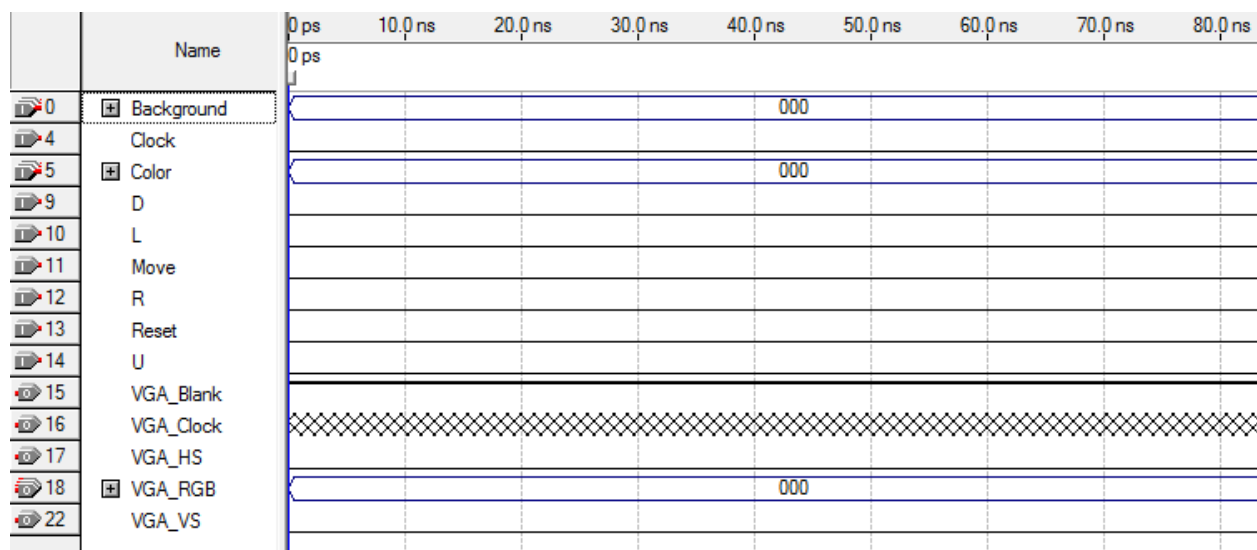 0 ps 10.0 ns 20.0 ns 30.0 ns 40.0 ns 50.0 ns 60.0 ns 70.0 ns 80.0 ns
Name 0 ps
0 Background 000
4 Clock
5 Color 000
9 D
10 L
11 Move
12 R
13 Reset
14 U
15 VGA_Blank
16 VGA_Clock
17 VGA_HS
18 VGA_RGB 000
22 VGA_VS